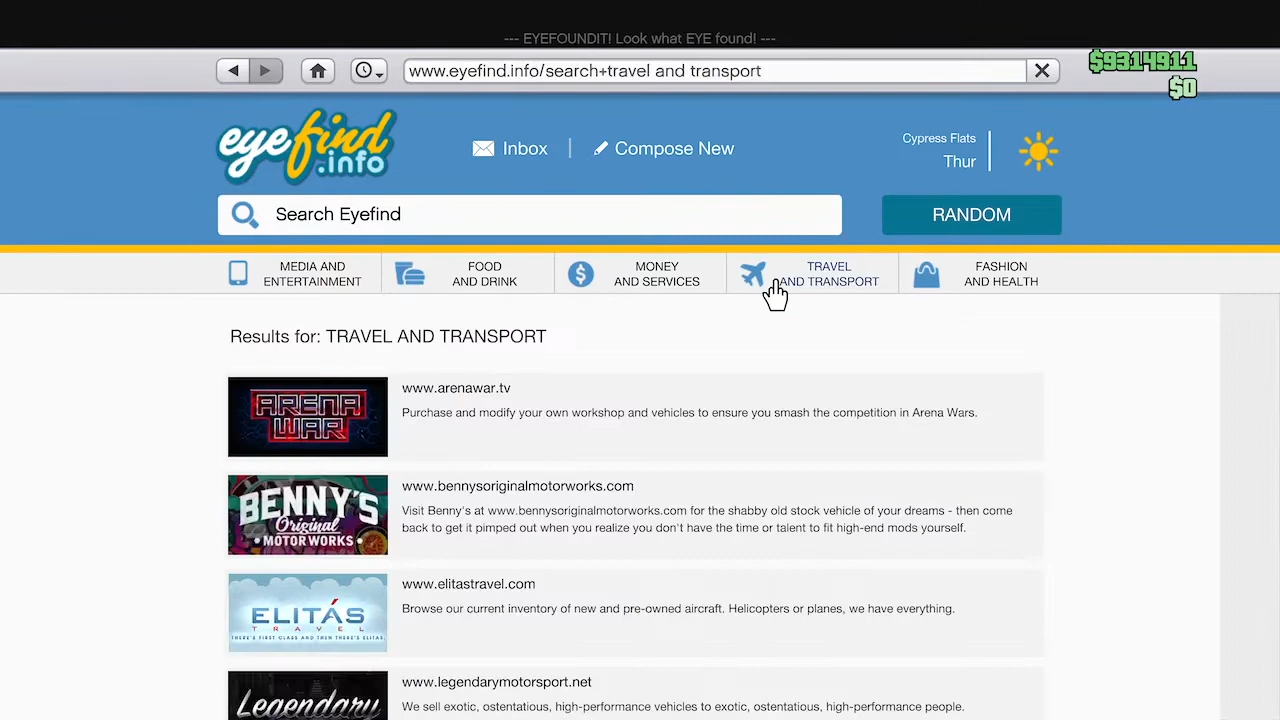 --- EYEFOUNDIT! Look what EYE found! ---
www.eyefind.info/search+travel and transport
$9314911
$0
eyefind
.info
Inbox
Compose New
Cypress Flats
Thur
Search Eyefind
RANDOM
MEDIA AND
ENTERTAINMENT
FOOD
AND DRINK
MONEY
AND SERVICES
TRAVEL
AND TRANSPORT
FASHION
AND HEALTH
Results for: TRAVEL AND TRANSPORT
ARENA
WAR
www.arenawar.tv
Purchase and modify your own workshop and vehicles to ensure you smash the competition in Arena Wars.
BENNY'S
Original
•MOTORWORKS•
www.bennysoriginalmotorworks.com
Visit Benny's at www.bennysoriginalmotorworks.com for the shabby old stock vehicle of your dreams - then come
back to get it pimped out when you realize you don't have the time or talent to fit high-end mods yourself.
ELITÁS
TRAVEL
THERE'S FIRST CLASS AND THEN THERE'S ELITAS.
www.elitastravel.com
Browse our current inventory of new and pre-owned aircraft. Helicopters or planes, we have everything.
Legendary
www.legendarymotorsport.net
We sell exotic, ostentatious, high-performance vehicles to exotic, ostentatious, high-performance people.